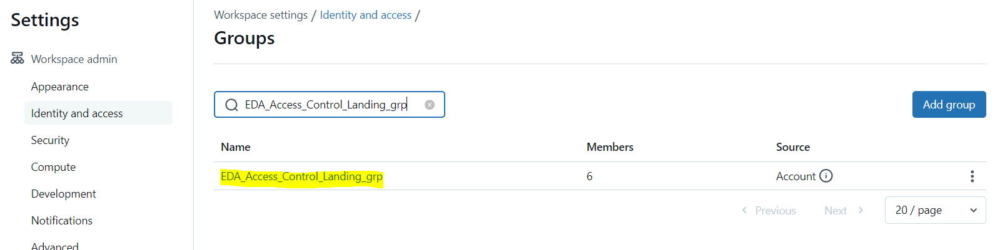 Settings
Workspace admin
Appearance
Identity and access
Security
Compute
Development
Notifications
Advanced
Workspace settings / Identity and access /
Groups
EDA_Access_Control_Landing_grp
Add group
Name Members Source
EDA_Access_Control_Landing_grp 6 Account
Previous Next 20 / page